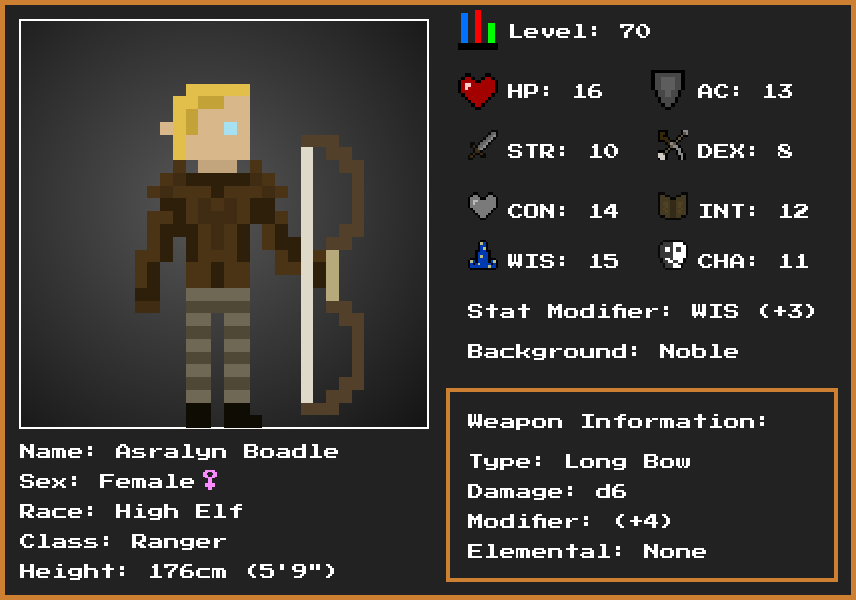 Level: 70
HP: 16
AC: 13
STR: 10
DEX: 8
CON: 14
INT: 12
WIS: 15
CHA: 11
Stat Modifier: WIS (+3)
Background: Noble
Weapon Information:
Type: Long Bow
Damage: d6
Modifier: (+4)
Elemental: None
Name: Asralyn Boadle
Sex: Female♀
Race: High Elf
Class: Ranger
Height: 176cm (5'9")